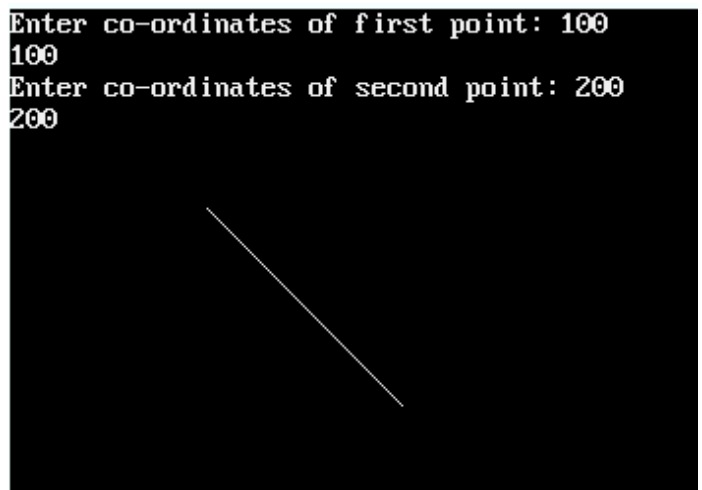 Enter co-ordinates of first point: 100
100
Enter co-ordinates of second point: 200
200